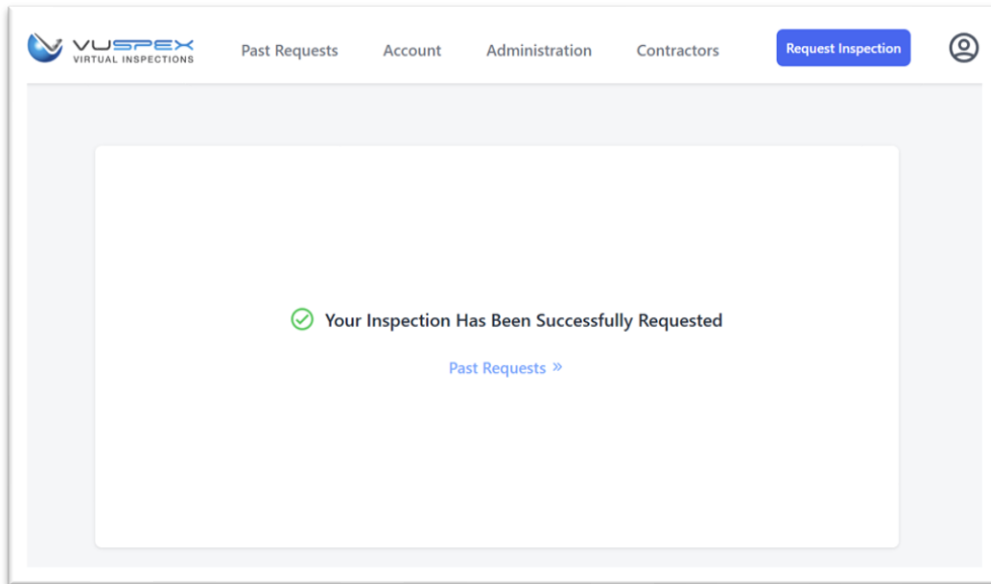 VUSPEX
VIRTUAL INSPECTIONS
Past Requests Account Administration Contractors Request Inspection
Your Inspection Has Been Successfully Requested
Past Requests »